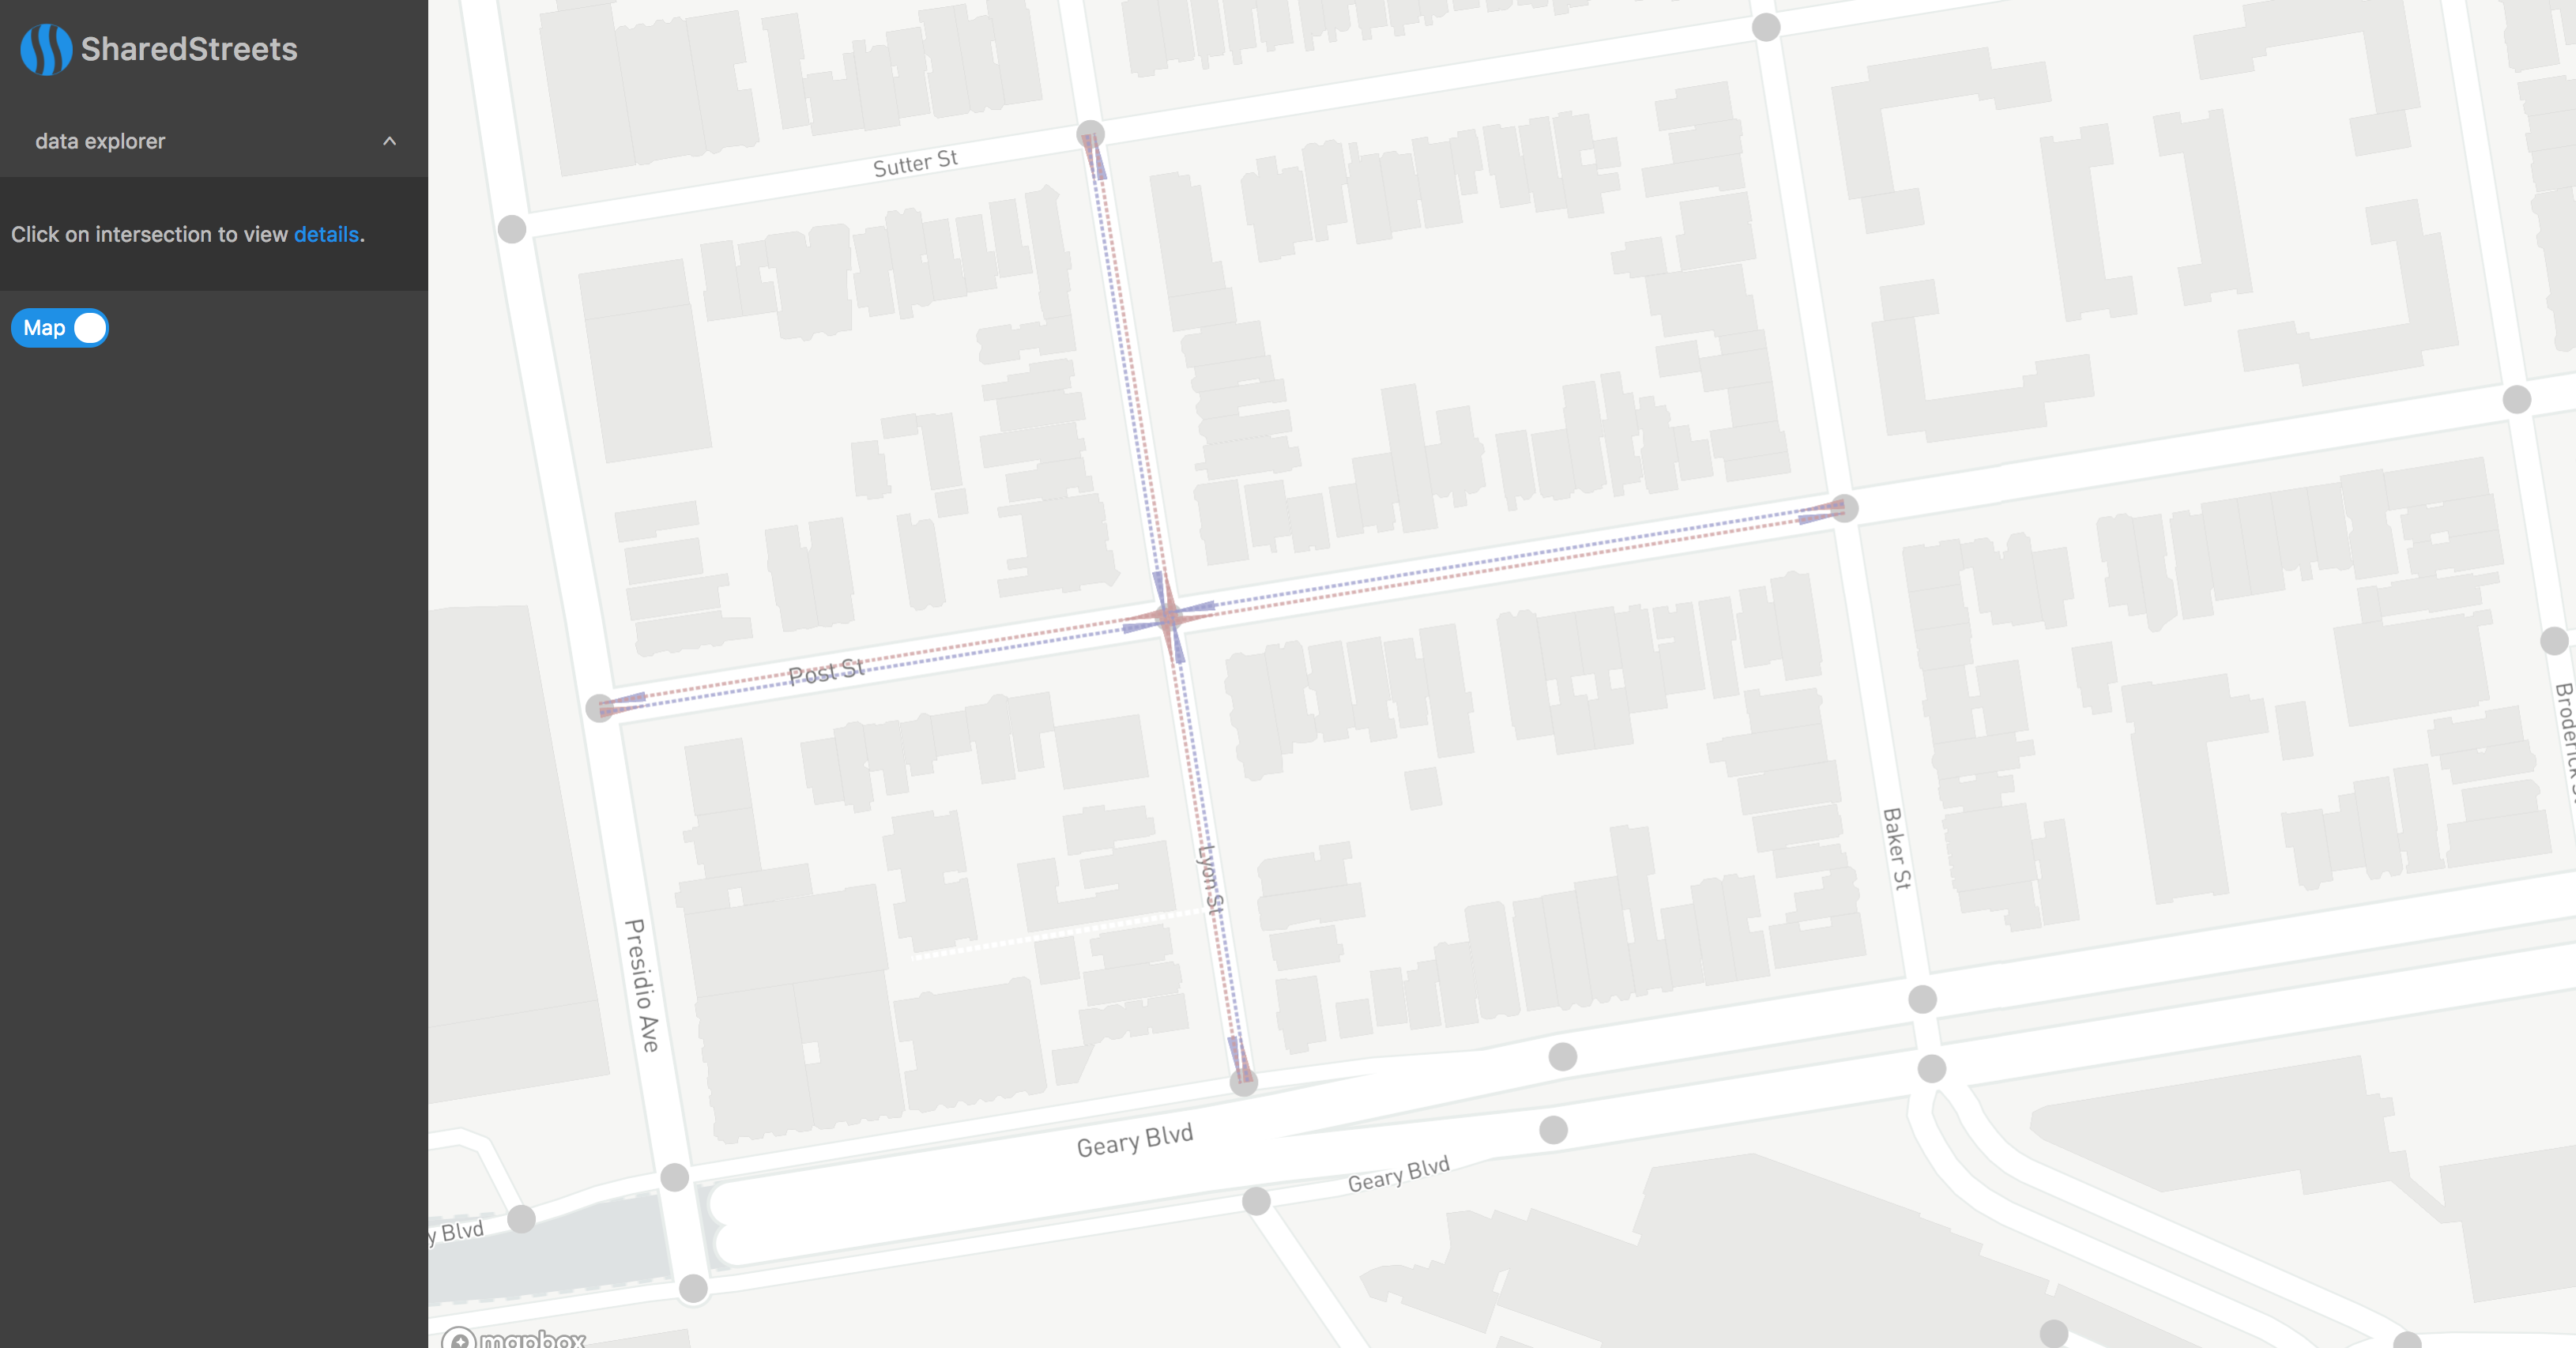 SharedStreets
data explorer
Click on intersection to view details.
Map
Sutter St
Post St
Lyon St
Baker St
Presidio Ave
Geary Blvd
Geary Blvd
y Blvd
Broderick S
mapbox